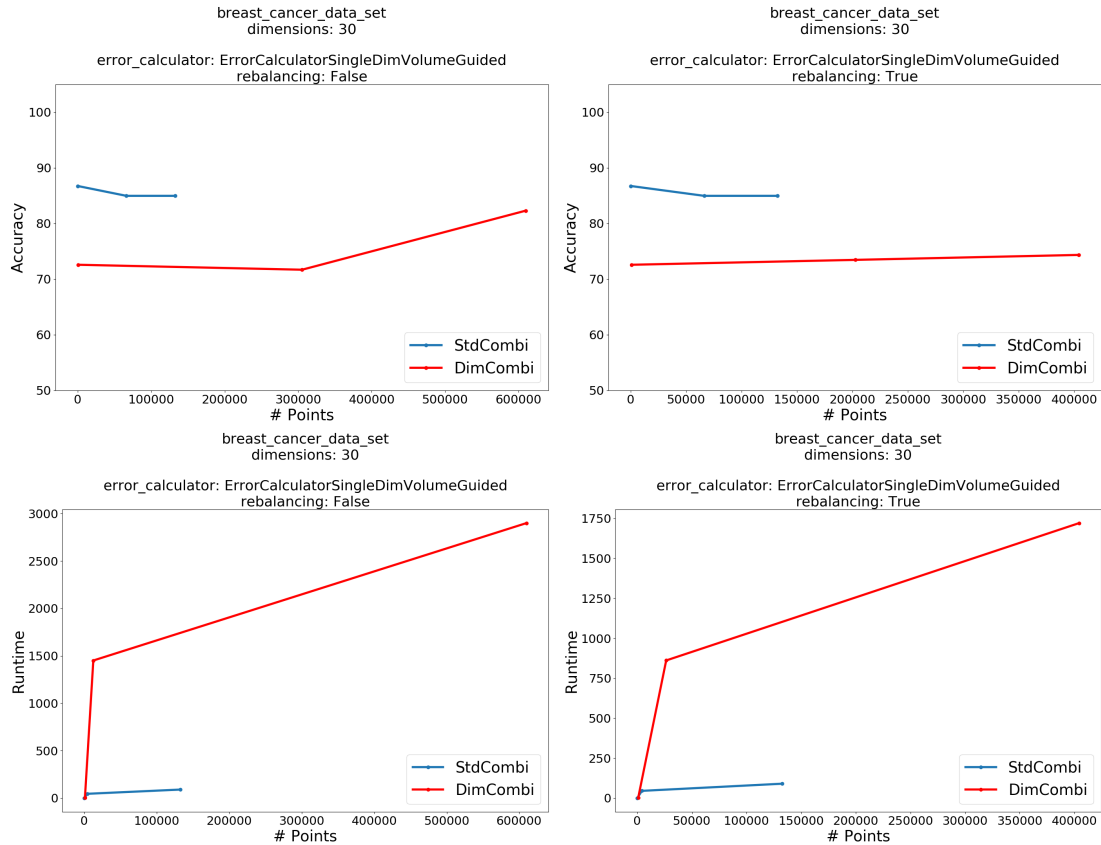 breast_cancer_data_set
dimensions: 30
error_calculator: ErrorCalculatorSingleDimVolumeGuided
rebalancing: False
100
90
80
70
60
50
Accuracy
0 100000 200000 300000 400000 500000 600000
# Points
StdCombi
DimCombi
breast_cancer_data_set
dimensions: 30
error_calculator: ErrorCalculatorSingleDimVolumeGuided
rebalancing: True
100
90
80
70
60
50
Accuracy
0 50000 100000 150000 200000 250000 300000 350000 400000
# Points
StdCombi
DimCombi
breast_cancer_data_set
dimensions: 30
error_calculator: ErrorCalculatorSingleDimVolumeGuided
rebalancing: False
3000
2500
2000
1500
1000
500
0
Runtime
0 100000 200000 300000 400000 500000 600000
# Points
StdCombi
DimCombi
breast_cancer_data_set
dimensions: 30
error_calculator: ErrorCalculatorSingleDimVolumeGuided
rebalancing: True
1750
1500
1250
1000
750
500
250
0
Runtime
0 50000 100000 150000 200000 250000 300000 350000 400000
# Points
StdCombi
DimCombi